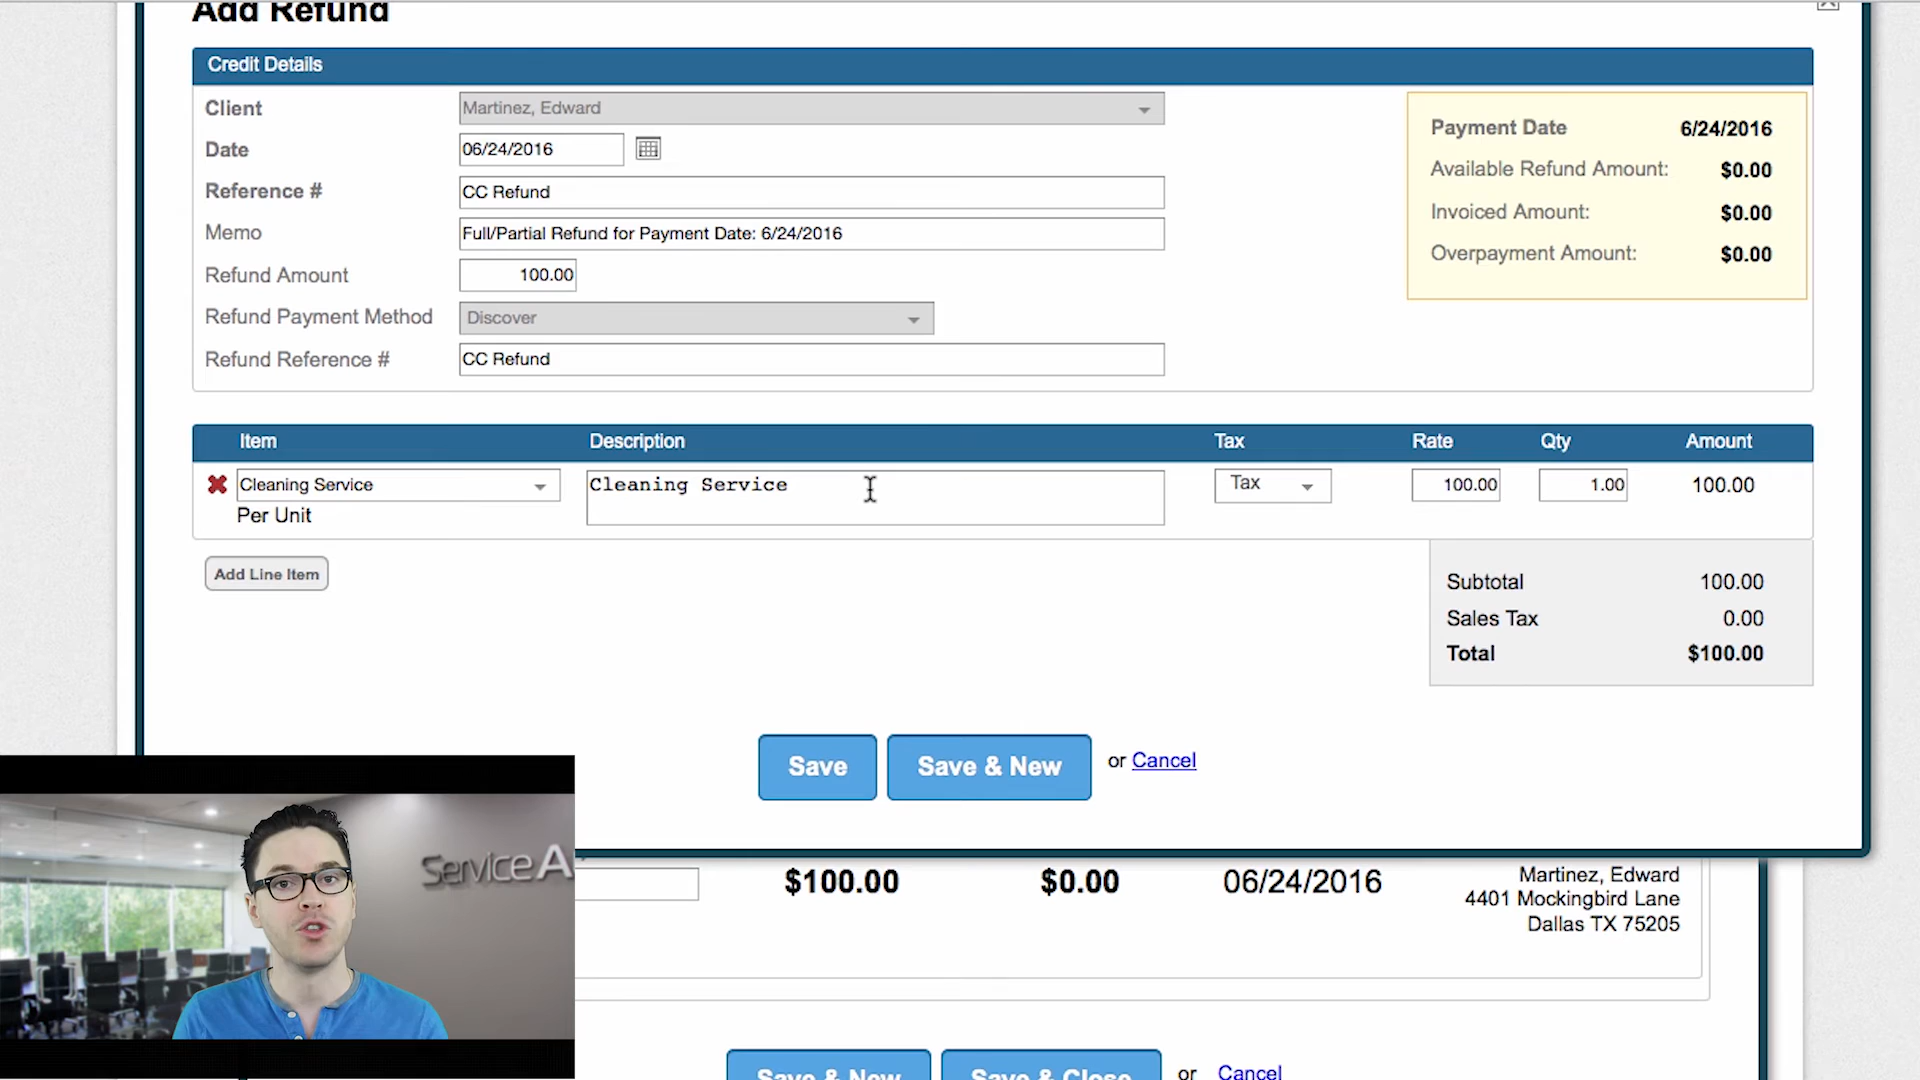 Add Refund
Credit Details
Client Martinez, Edward
Date 06/24/2016
Reference # CC Refund
Memo Full/Partial Refund for Payment Date: 6/24/2016
Refund Amount 100.00
Refund Payment Method Discover
Refund Reference # CC Refund
Payment Date 6/24/2016
Available Refund Amount: $0.00
Invoiced Amount: $0.00
Overpayment Amount: $0.00
Item Description Tax Rate Qty Amount
Cleaning Service Cleaning Service Tax 100.00 1.00 100.00
Per Unit
Add Line Item
Subtotal 100.00
Sales Tax 0.00
Total $100.00
Save Save & New or Cancel
ServiceA
$100.00 $0.00 06/24/2016
Martinez, Edward
4401 Mockingbird Lane
Dallas TX 75205
Save & New Save & Close or Cancel